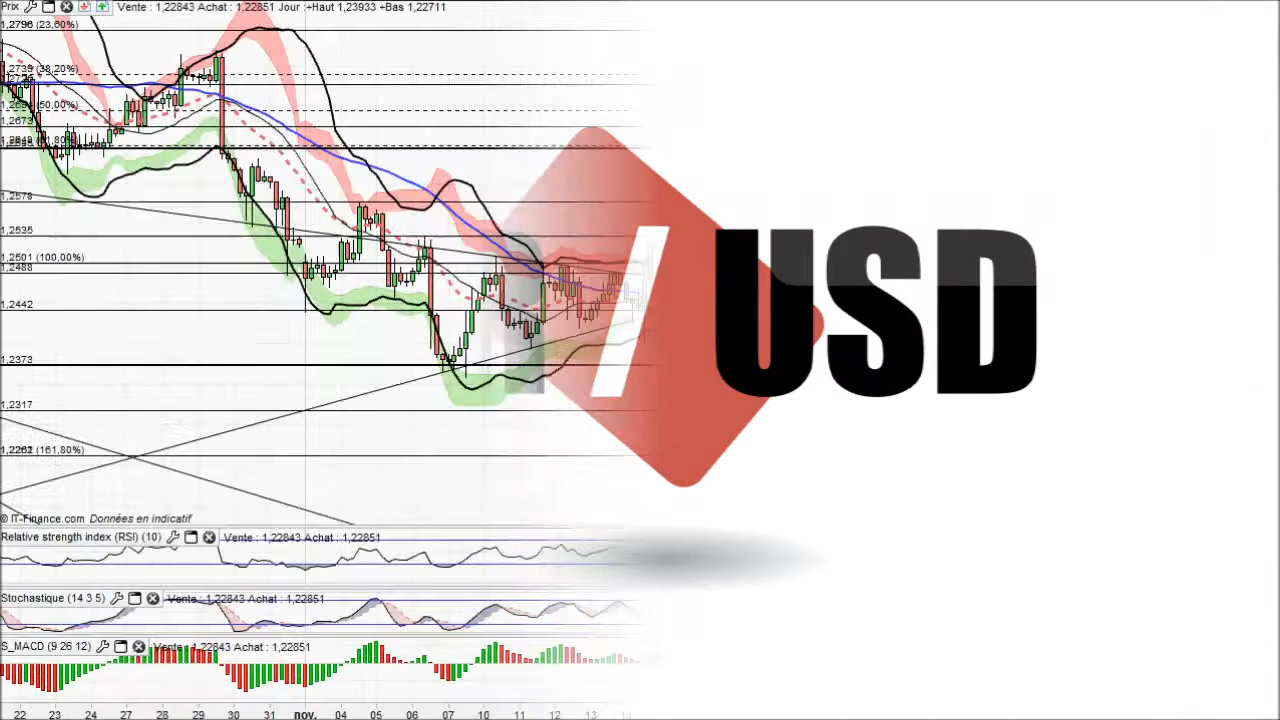 Prix Vente : 1,22843 Achat : 1,22851 Jour :+Haut 1,23933 +Bas 1,22711
1,2796 (23,60%)
1,2739 (38,20%)
(50,00%)
1,2673
1,2578
1,2535
1,2501 (100,00%)
1,2488
1,2442
1,2373
1,2317
(161,80%)
/ USD
© IT-Finance.com Données en indicatif
Relative strength index (RSI) (10) Vente : 1,22843 Achat : 1,22851
Stochastique (14 3 5) Vente : 1,22843 Achat : 1,22851
S_MACD (9 26 12) Vente : 1,22843 Achat : 1,22851
22 23 24 27 28 29 30 31 nov. 04 05 06 07 10 11 12 13 14